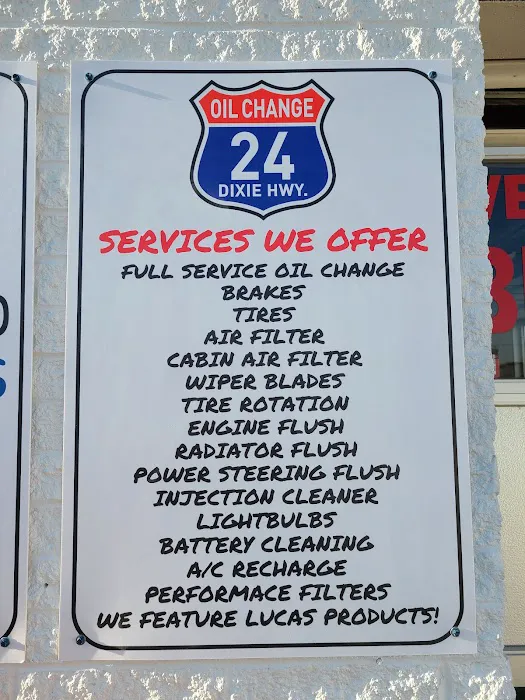 OIL CHANGE
24
DIXIE HWY.
SERVICES WE OFFER
FULL SERVICE OIL CHANGE
BRAKES
TIRES
AIR FILTER
CABIN AIR FILTER
WIPER BLADES
TIRE ROTATION
ENGINE FLUSH
RADIATOR FLUSH
POWER STEERING FLUSH
INJECTION CLEANER
LIGHTBULBS
BATTERY CLEANING
A/C RECHARGE
PERFORMACE FILTERS
WE FEATURE LUCAS PRODUCTS!